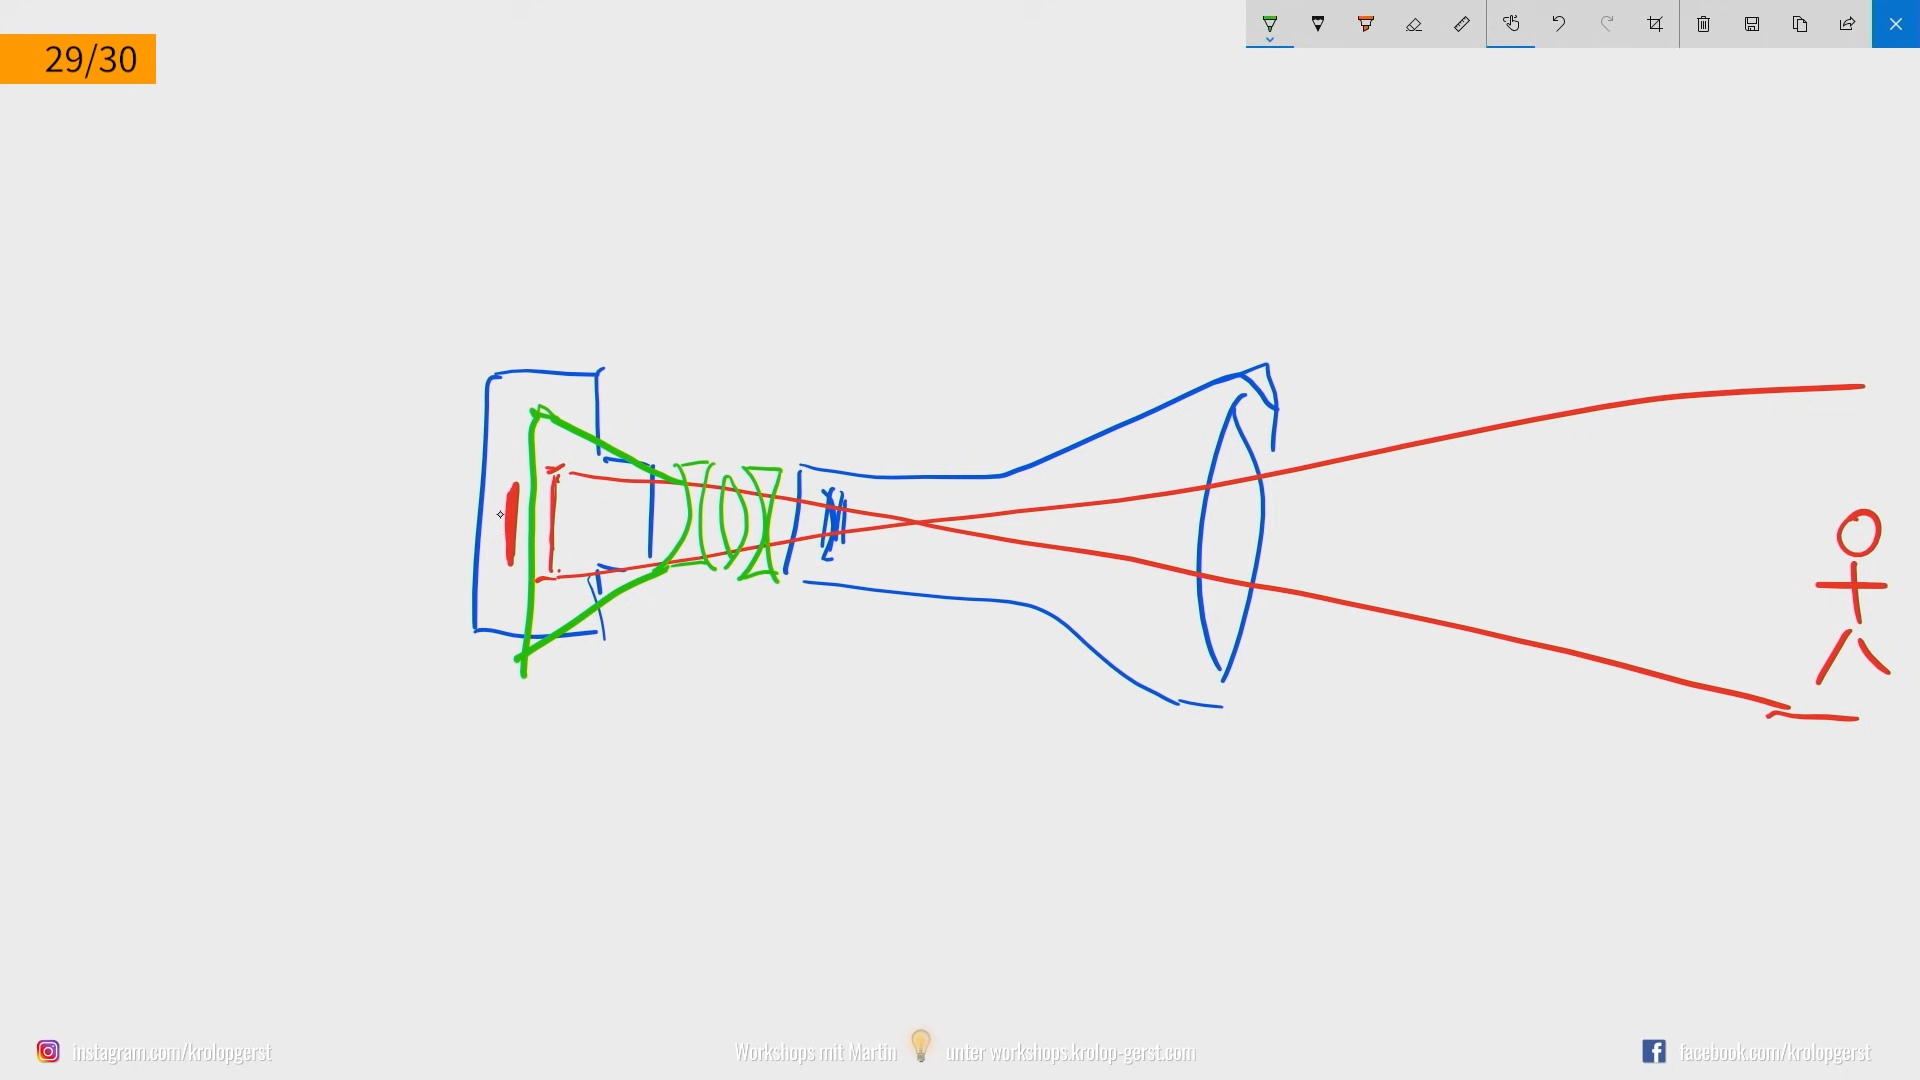 29/30
instagram.com/krolopgerst
Workshops mit Martin unter workshops.krolop-gerst.com
facebook.com/krolopgerst